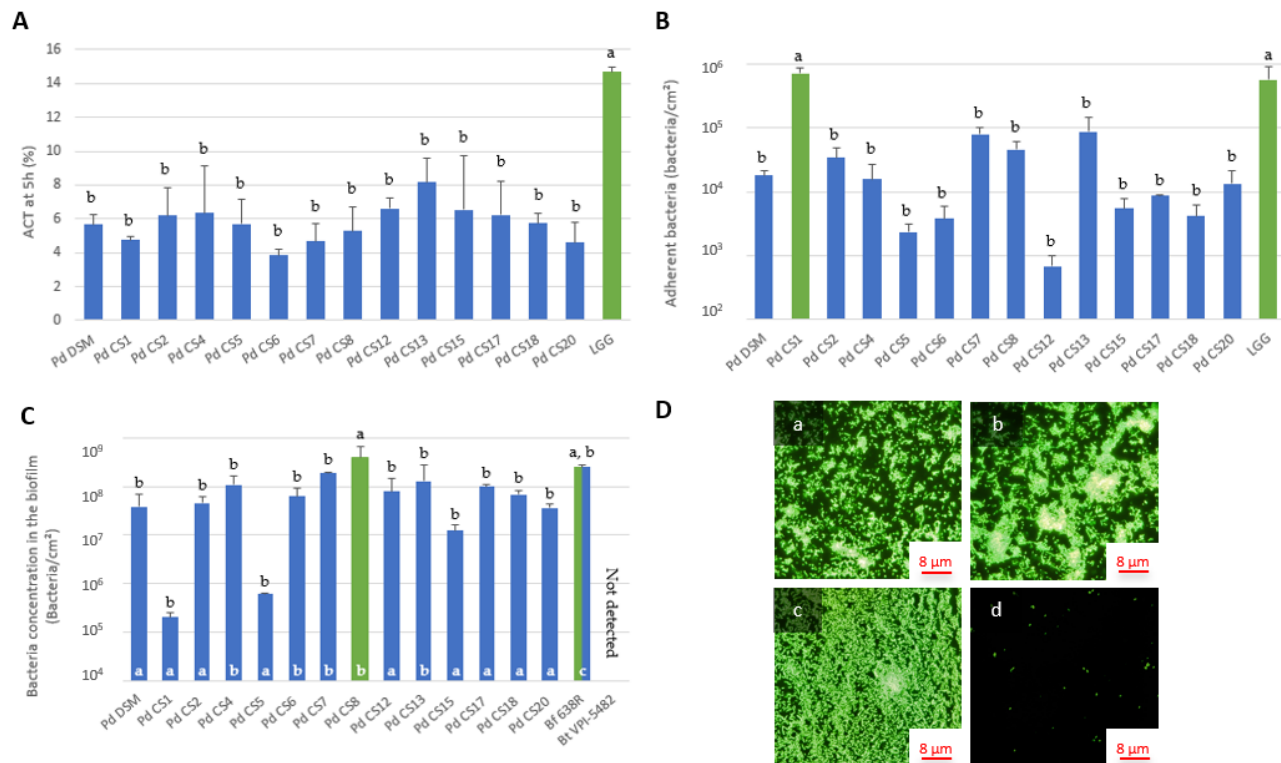 A
ACT at 5h (%)
16
14
12
10
8
6
4
2
0
b
b
b
b
b
b
b
b
b
b
b
b
b
b
a
Pd DSM
Pd CS1
Pd CS2
Pd CS4
Pd CS5
Pd CS6
Pd CS7
Pd CS8
Pd CS12
Pd CS13
Pd CS15
Pd CS17
Pd CS18
Pd CS20
LGG
B
Adherent bacteria (bacteria/cm²)
10⁶
10⁵
10⁴
10³
10²
b
a
b
b
b
b
b
b
b
b
b
b
b
b
a
Pd DSM
Pd CS1
Pd CS2
Pd CS4
Pd CS5
Pd CS6
Pd CS7
Pd CS8
Pd CS12
Pd CS13
Pd CS15
Pd CS17
Pd CS18
Pd CS20
LGG
C
Bacteria concentration in the biofilm
(Bacteria/cm²)
10⁹
10⁸
10⁷
10⁶
10⁵
10⁴
b
b
b
b
b
b
b
a
b
b
b
b
b
b
a, b
Not detected
a
a
a
b
a
b
b
b
a
b
a
a
a
a
c
Pd DSM
Pd CS1
Pd CS2
Pd CS4
Pd CS5
Pd CS6
Pd CS7
Pd CS8
Pd CS12
Pd CS13
Pd CS15
Pd CS17
Pd CS18
Pd CS20
Bf 638R
Bt VPI-5482
D
a
8 µm
b
8 µm
c
8 µm
d
8 µm